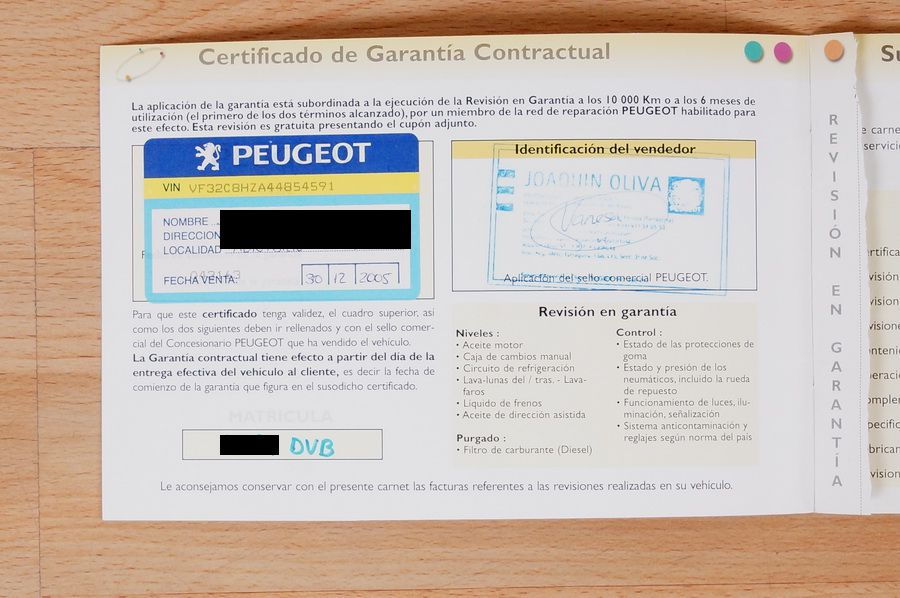 Certificado de Garantía Contractual
La aplicación de la garantía está subordinada a la ejecución de la Revisión en Garantía a los 10 000 Km o a los 6 meses de
utilización (el primero de los dos términos alcanzado), por un miembro de la red de reparación PEUGEOT habilitado para
este efecto. Esta revisión es gratuita presentando el cupón adjunto.
PEUGEOT
VIN VF32C8HZA44854591
NOMBRE
DIRECCION
LOCALIDAD
FECHA VENTA: 30 12 2005
Para que este certificado tenga validez, el cuadro superior, así
como los dos siguientes deben ir rellenados y con el sello comer-
cial del Concesionario PEUGEOT que ha vendido el vehículo.
La Garantía contractual tiene efecto a partir del día de la
entrega efectiva del vehículo al cliente, es decir la fecha de
comienzo de la garantía que figura en el susodicho certificado.
MATRICULA
DVB
Identificación del vendedor
JOAQUIN OLIVA
Vanesa
Aplicación del sello comercial PEUGEOT.
Revisión en garantía
Niveles :
• Aceite motor
• Caja de cambios manual
• Circuito de refrigeración
• Lava-lunas del / tras. - Lava-
faros
• Liquido de frenos
• Aceite de dirección asistida
Purgado :
• Filtro de carburante (Diesel)
Control :
• Estado de las protecciones de
goma
• Estado y presión de los
neumáticos, incluido la rueda
de repuesto
• Funcionamiento de luces, ilu-
minación, señalización
• Sistema anticontaminación y
reglajes según norma del país
Le aconsejamos conservar con el presente carnet las facturas referentes a las revisiones realizadas en su vehículo.
REVISIÓN EN GARANTÍA